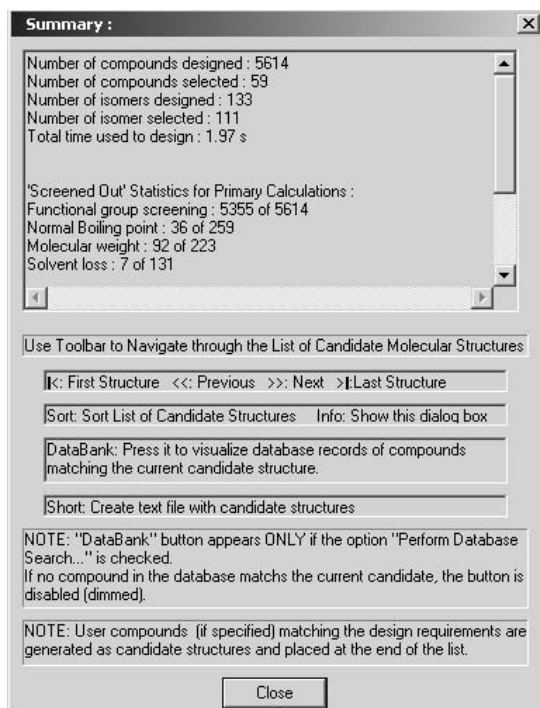 Summary :
Number of compounds designed : 5614
Number of compounds selected : 59
Number of isomers designed : 133
Number of isomer selected : 111
Total time used to design : 1.97 s
'Screened Out' Statistics for Primary Calculations :
Functional group screening : 5355 of 5614
Normal Boiling point : 36 of 259
Molecular weight : 92 of 223
Solvent loss : 7 of 131
Use Toolbar to Navigate through the List of Candidate Molecular Structures
|<: First Structure <<: Previous >>: Next >|:Last Structure
Sort: Sort List of Candidate Structures Info: Show this dialog box
DataBank: Press it to visualize database records of compounds
matching the current candidate structure.
Short: Create text file with candidate structures
NOTE: "DataBank" button appears ONLY if the option "Perform Database
Search..." is checked.
If no compound in the database matchs the current candidate, the button is
disabled (dimmed).
NOTE: User compounds (if specified) matching the design requirements are
generated as candidate structures and placed at the end of the list.
Close